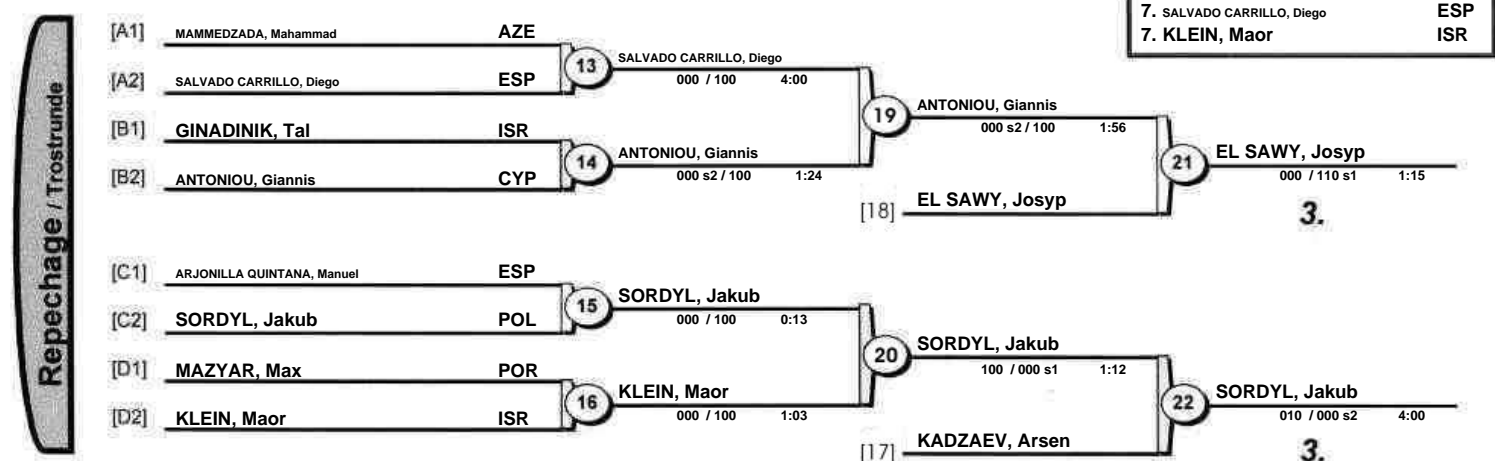 7. SALVADO CARRILLO, Diego ESP
7. KLEIN, Maor ISR
Repechage / Trostrunde
[A1] MAMMEDZADA, Mahammad AZE
[A2] SALVADO CARRILLO, Diego ESP
13
SALVADO CARRILLO, Diego
000 / 100 4:00
[B1] GINADINIK, Tal ISR
[B2] ANTONIOU, Giannis CYP
14
ANTONIOU, Giannis
000 s2 / 100 1:24
19
ANTONIOU, Giannis
000 s2 / 100 1:56
[18] EL SAWY, Josyp
21
EL SAWY, Josyp
000 / 110 s1 1:15
3.
[C1] ARJONILLA QUINTANA, Manuel ESP
[C2] SORDYL, Jakub POL
15
SORDYL, Jakub
000 / 100 0:13
[D1] MAZYAR, Max POR
[D2] KLEIN, Maor ISR
16
KLEIN, Maor
000 / 100 1:03
20
SORDYL, Jakub
100 / 000 s1 1:12
[17] KADZAEV, Arsen
22
SORDYL, Jakub
010 / 000 s2 4:00
3.